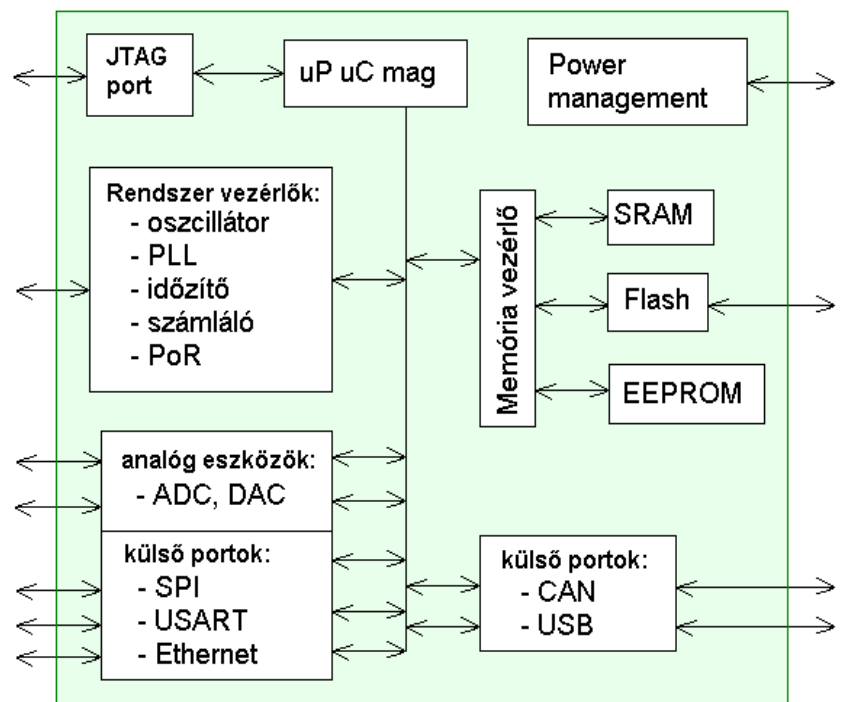 JTAG
port
uP uC mag
Power
management
Rendszer vezérlők:
- oszcillátor
- PLL
- időzítő
- számláló
- PoR
Memória vezérlő
SRAM
Flash
EEPROM
analóg eszközök:
- ADC, DAC
külső portok:
- SPI
- USART
- Ethernet
külső portok:
- CAN
- USB